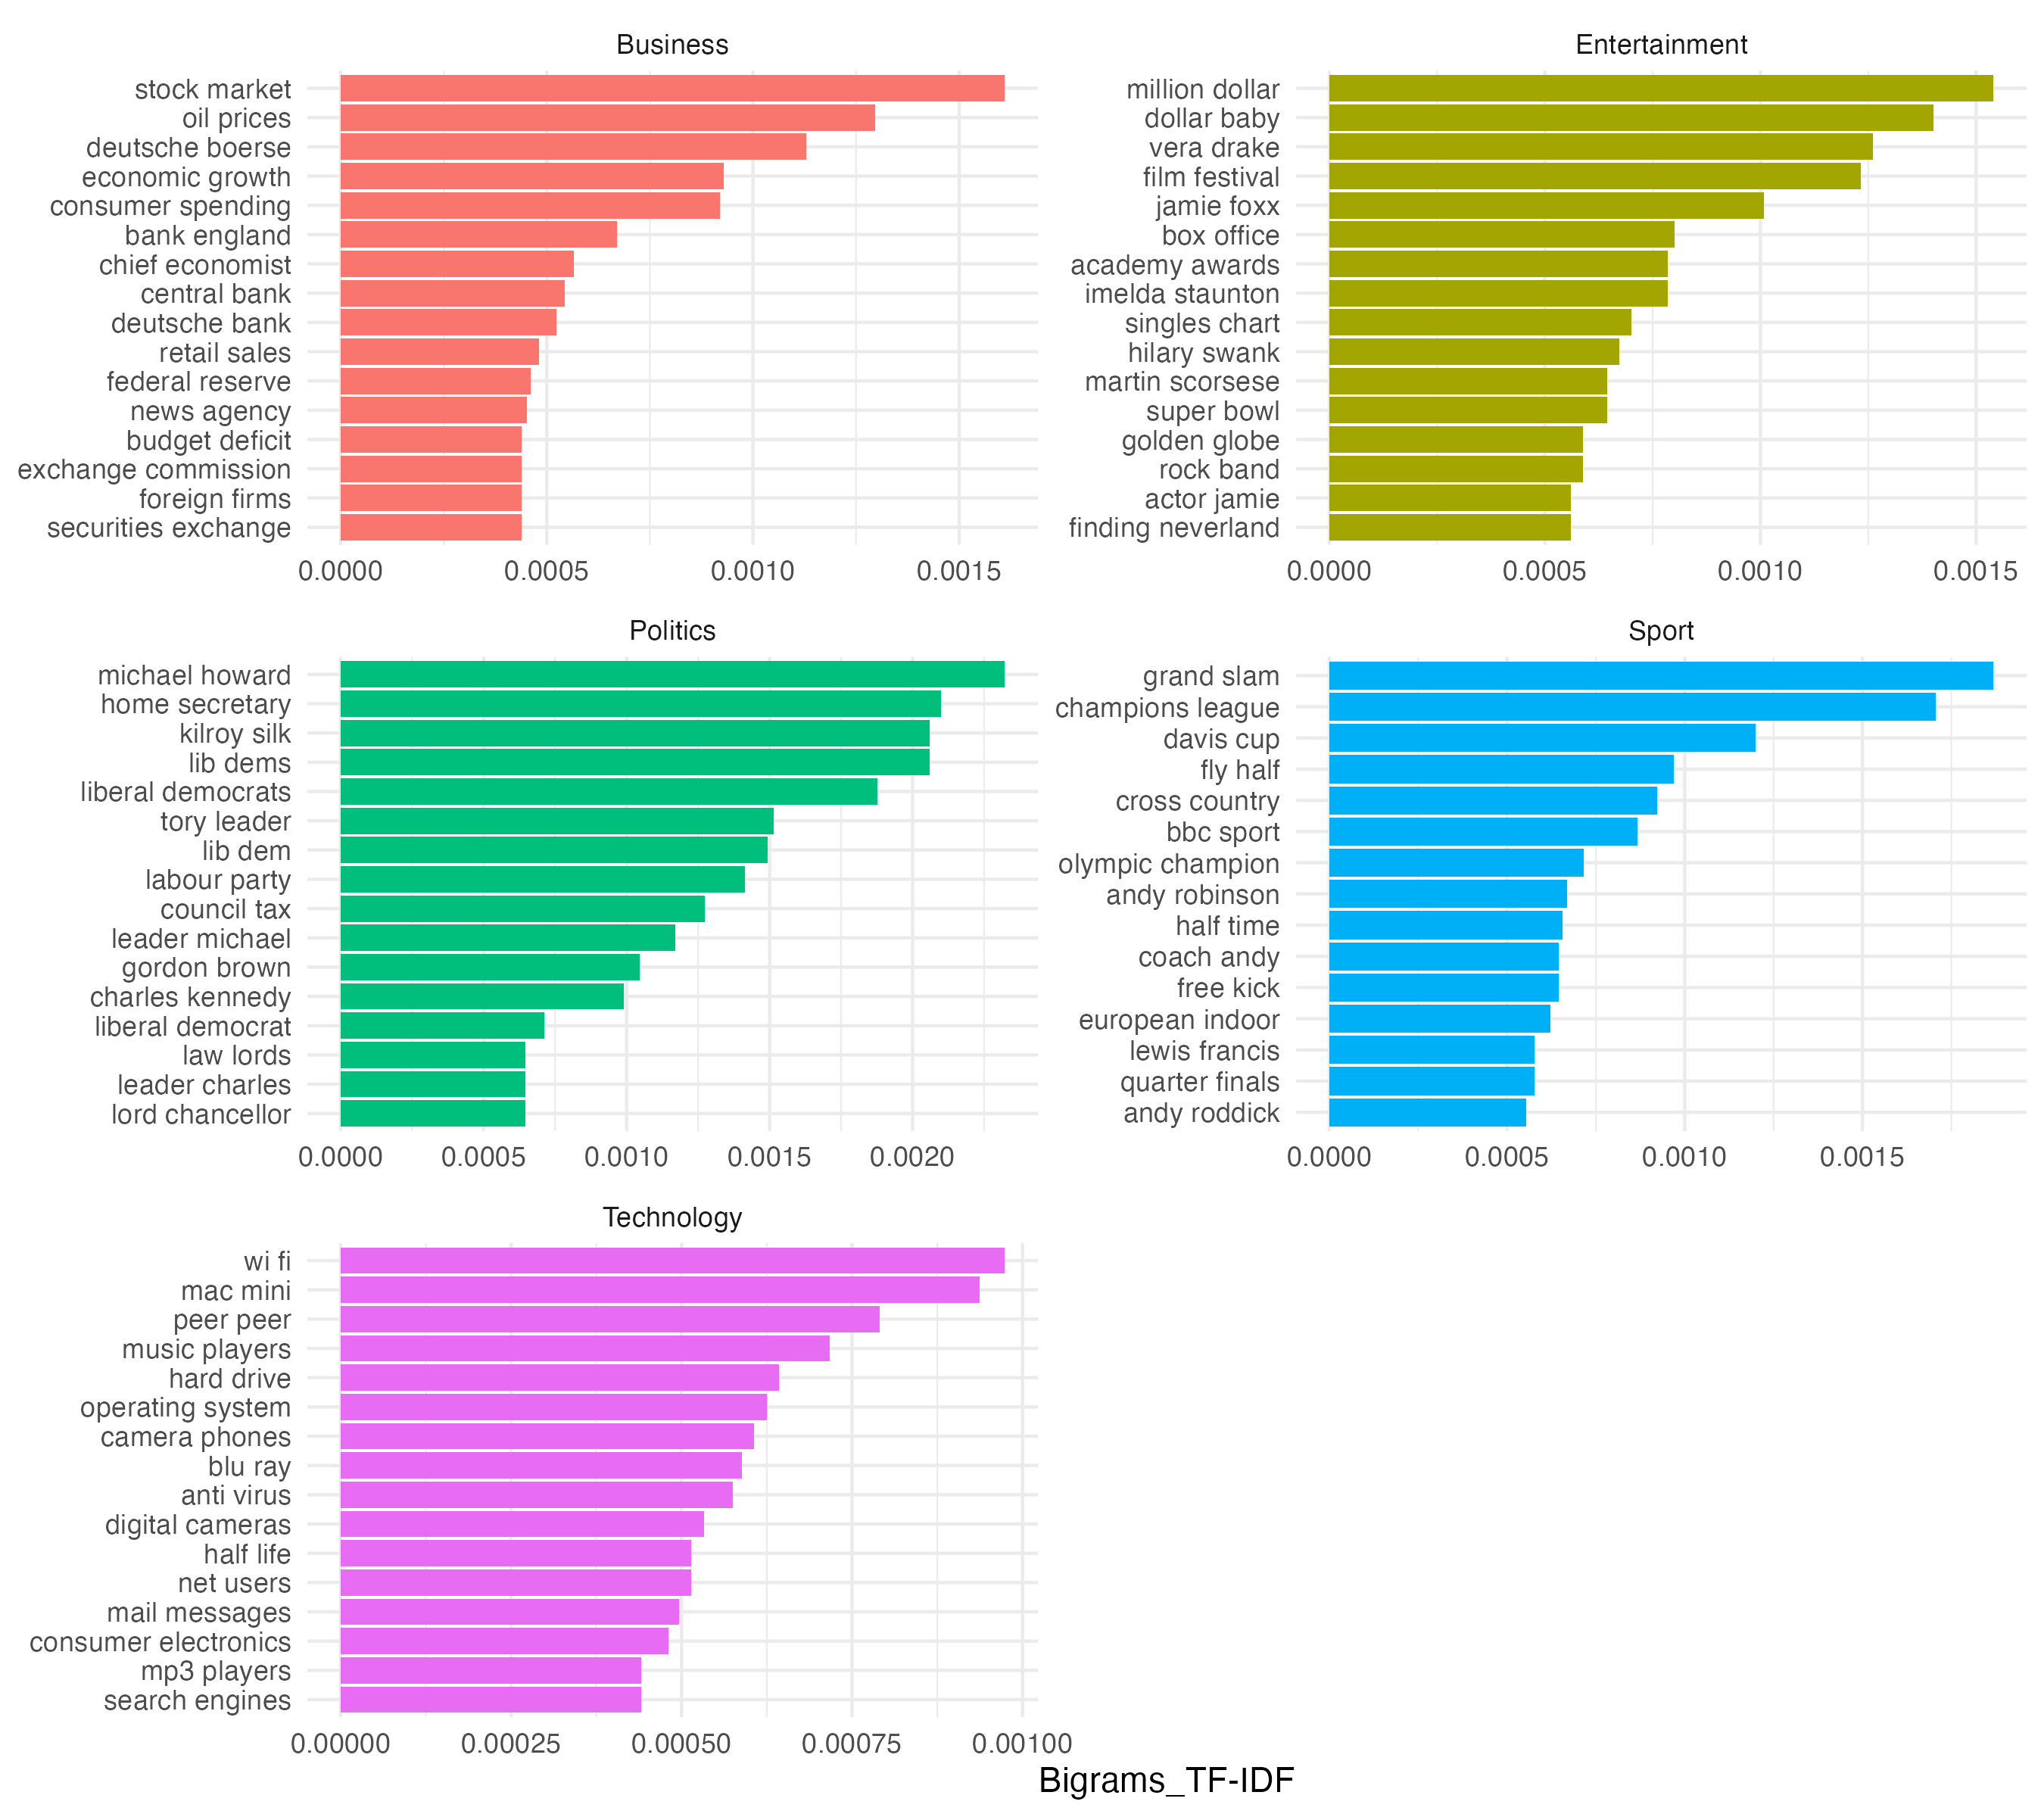 Business
stock market
oil prices
deutsche boerse
economic growth
consumer spending
bank england
chief economist
central bank
deutsche bank
retail sales
federal reserve
news agency
budget deficit
exchange commission
foreign firms
securities exchange
0.0000 0.0005 0.0010 0.0015
Entertainment
million dollar
dollar baby
vera drake
film festival
jamie foxx
box office
academy awards
imelda staunton
singles chart
hilary swank
martin scorsese
super bowl
golden globe
rock band
actor jamie
finding neverland
0.0000 0.0005 0.0010 0.0015
Politics
michael howard
home secretary
kilroy silk
lib dems
liberal democrats
tory leader
lib dem
labour party
council tax
leader michael
gordon brown
charles kennedy
liberal democrat
law lords
leader charles
lord chancellor
0.0000 0.0005 0.0010 0.0015 0.0020
Sport
grand slam
champions league
davis cup
fly half
cross country
bbc sport
olympic champion
andy robinson
half time
coach andy
free kick
european indoor
lewis francis
quarter finals
andy roddick
0.0000 0.0005 0.0010 0.0015
Technology
wi fi
mac mini
peer peer
music players
hard drive
operating system
camera phones
blu ray
anti virus
digital cameras
half life
net users
mail messages
consumer electronics
mp3 players
search engines
0.00000 0.00025 0.00050 0.00075 0.00100
Bigrams_TF-IDF